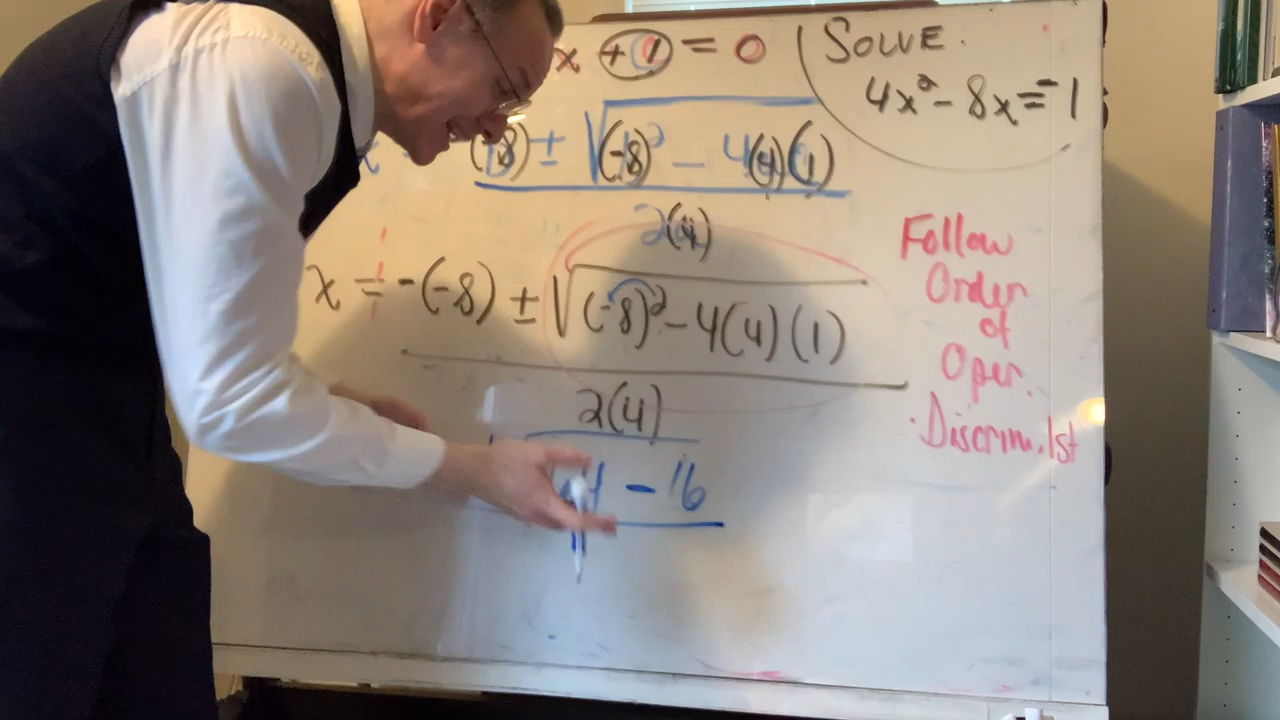 x + 1 = 0
SOLVE.
4x² - 8x = -1
(-8) ± √(-8)² - 4(4)(1)
2(4)
x = -(-8) ± √(-8)² - 4(4)(1)
2(4)
- 16
Follow
Order
of
Oper.
·Discrim. 1st